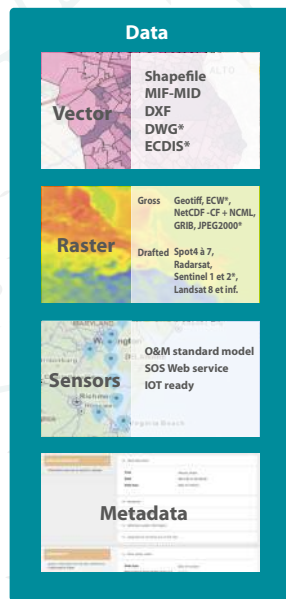 Data
Vector
Shapefile
MIF-MID
DXF
DWG*
ECDIS*
Raster
Gross Geotiff, ECW*,
NetCDF -CF + NCML,
GRIB, JPEG2000*
Drafted Spot4 à 7,
Radarsat,
Sentinel 1 et 2*,
Landsat 8 et inf.
Sensors
O&M standard model
SOS Web service
IOT ready
Metadata